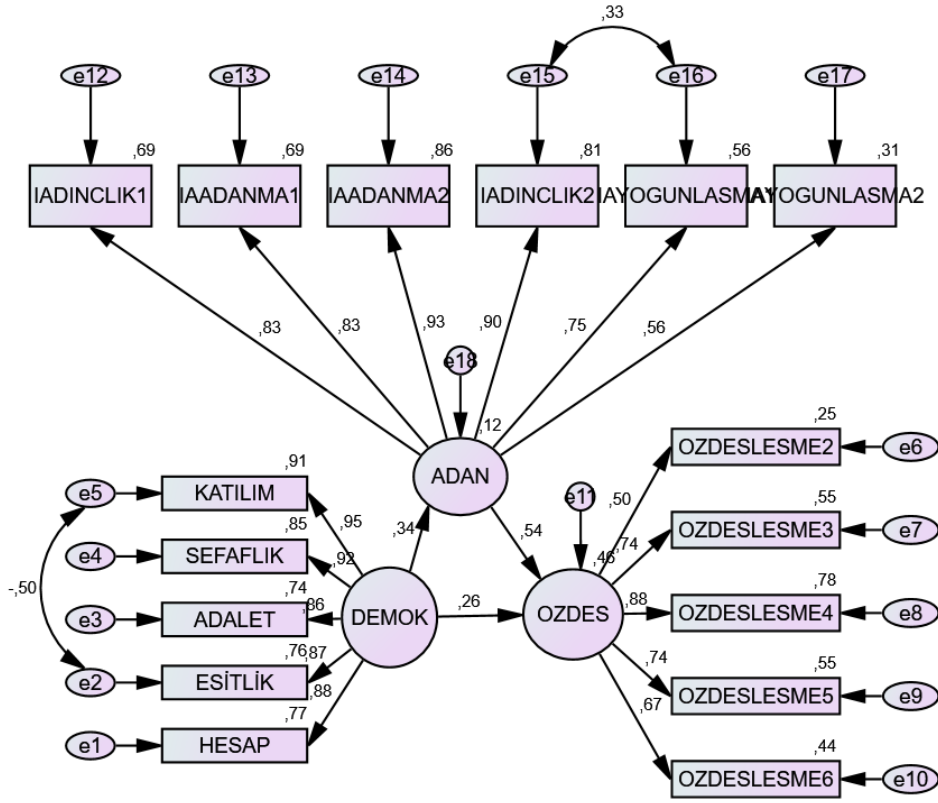 ,33
e12 e13 e14 e15 e16 e17
,69 ,69 ,86 ,81 ,56 ,31
IADINCLIK1 IAADANMA1 IAADANMA2 IADINCLIK2 IAYOGUNLASMA1 IAYOGUNLASMA2
,83 ,83 ,93 ,90 ,75 ,56
e18
,12
ADAN
,25
OZDESLESME2 e6
,91
e5 KATILIM
,95
e11
,50
,34
,54
,55
OZDESLESME3 e7
,74
,85
e4 SEFAFLIK
,92
,46
-,50
,74
e3 ADALET
,86
DEMOK
,26
OZDES
,88
,78
OZDESLESME4 e8
,76
e2 ESİTLİK
,87
,74
,55
OZDESLESME5 e9
,88
,67
,77
e1 HESAP
,44
OZDESLESME6 e10